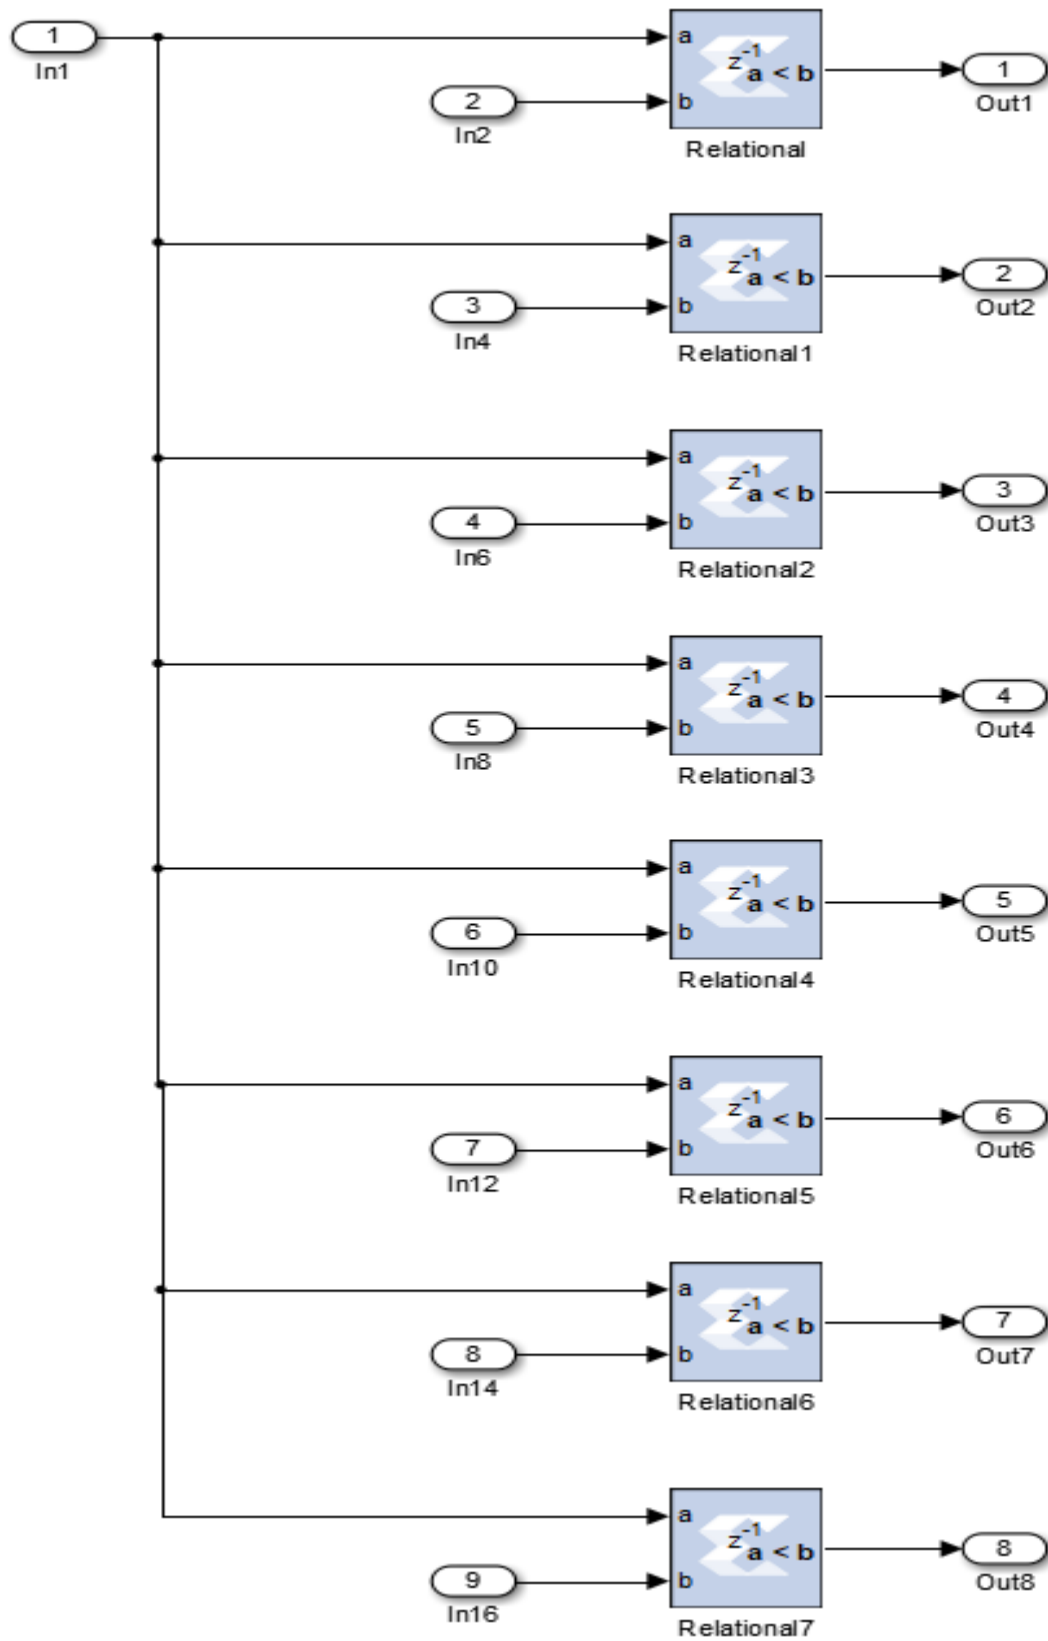 1
In1
a
z-1
a < b
b
Relational
2
In2
1
Out1
a
z-1
a < b
b
Relational1
3
In4
2
Out2
a
z-1
a < b
b
Relational2
4
In6
3
Out3
a
z-1
a < b
b
Relational3
5
In8
4
Out4
a
z-1
a < b
b
Relational4
6
In10
5
Out5
a
z-1
a < b
b
Relational5
7
In12
6
Out6
a
z-1
a < b
b
Relational6
8
In14
7
Out7
a
z-1
a < b
b
Relational7
9
In16
8
Out8